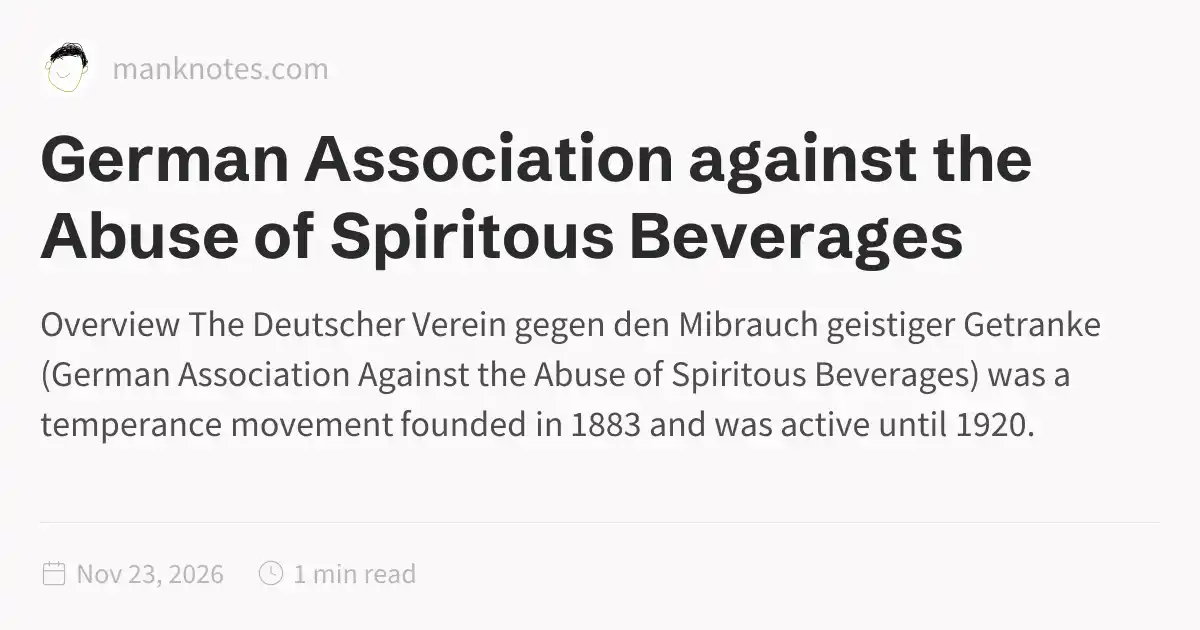 manknotes.com
German Association against the
Abuse of Spiritous Beverages
Overview The Deutscher Verein gegen den Mibrauch geistiger Getranke
(German Association Against the Abuse of Spiritous Beverages) was a
temperance movement founded in 1883 and was active until 1920.
Nov 23, 2026 1 min read